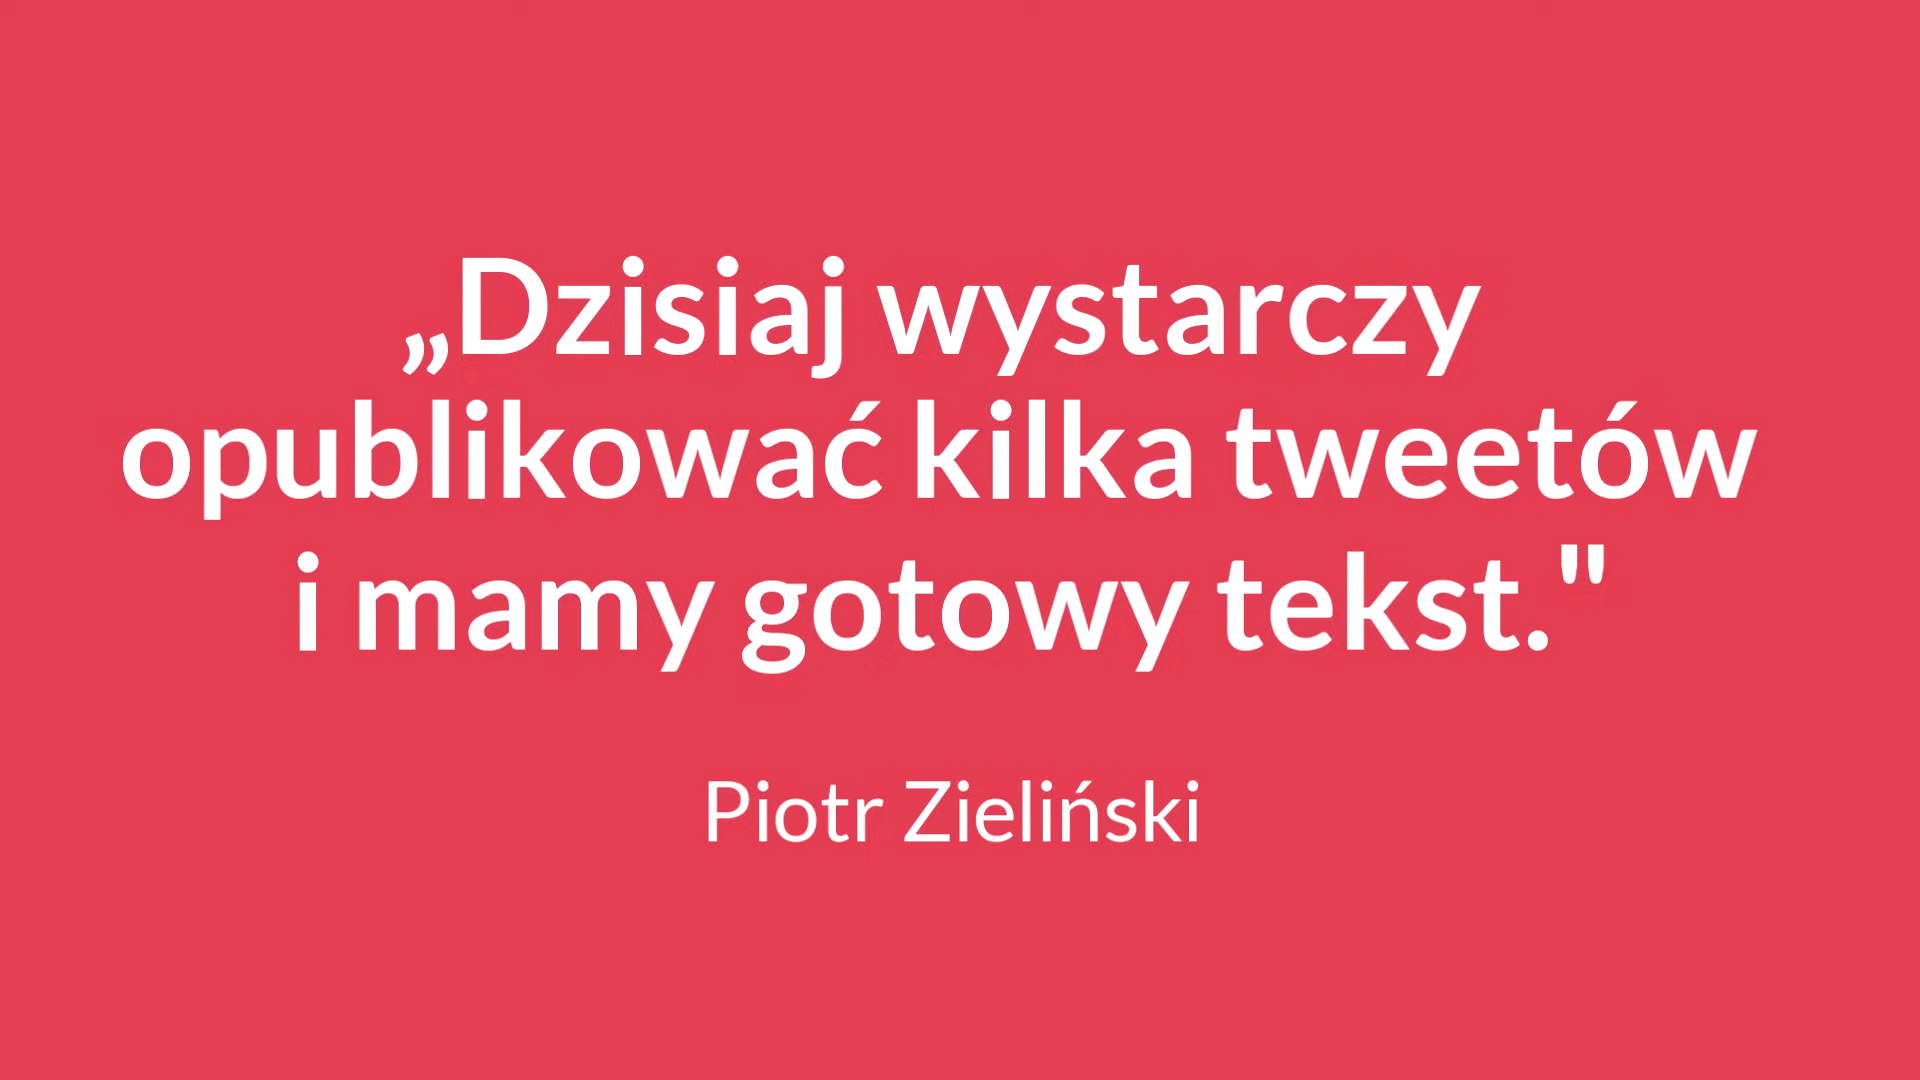 „Dzisiaj wystarczy
opublikować kilka tweetów
i mamy gotowy tekst."
Piotr Zieliński